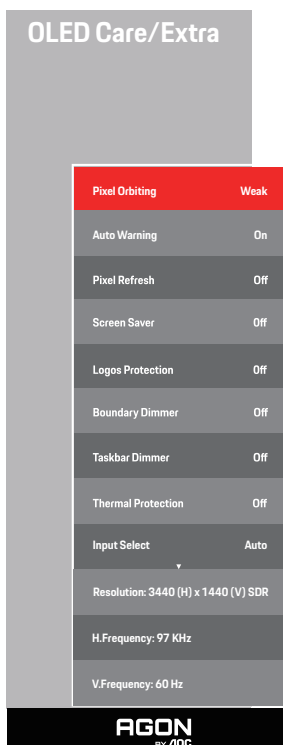 OLED Care/Extra
Pixel Orbiting Weak
Auto Warning On
Pixel Refresh Off
Screen Saver Off
Logos Protection Off
Boundary Dimmer Off
Taskbar Dimmer Off
Thermal Protection Off
Input Select Auto
Resolution: 3440 (H) x 1440 (V) SDR
H.Frequency: 97 KHz
V.Frequency: 60 Hz
AGON
BY AOC